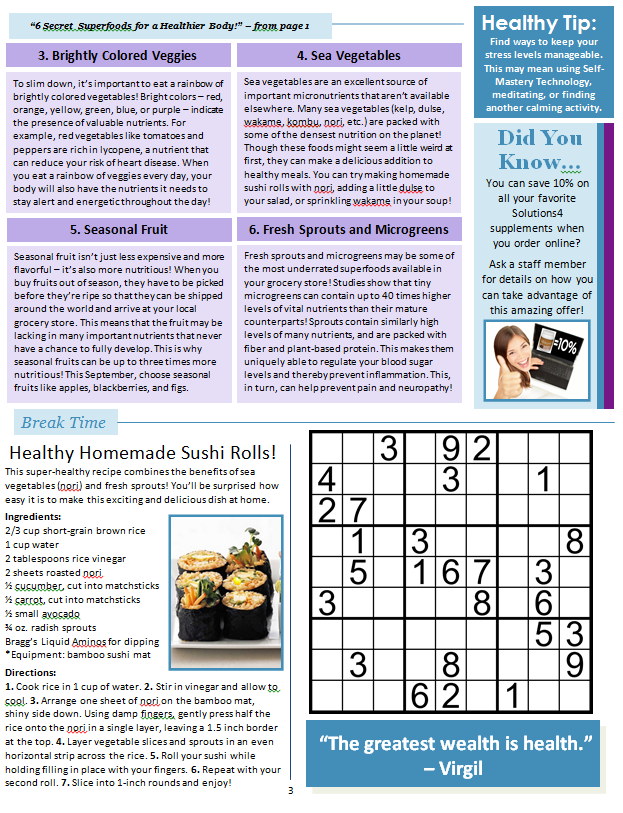 “6 Secret Superfoods for a Healthier Body!” – from page 1
3. Brightly Colored Veggies
To slim down, it’s important to eat a rainbow of
brightly colored vegetables! Bright colors – red,
orange, yellow, green, blue, or purple – indicate
the presence of valuable nutrients. For
example, red vegetables like tomatoes and
peppers are rich in lycopene, a nutrient that
can reduce your risk of heart disease. When
you eat a rainbow of veggies every day, your
body will also have the nutrients it needs to
stay alert and energetic throughout the day!
4. Sea Vegetables
Sea vegetables are an excellent source of
important micronutrients that aren’t available
elsewhere. Many sea vegetables (kelp, dulse,
wakame, kombu, nori, etc.) are packed with
some of the densest nutrition on the planet!
Though these foods might seem a little weird at
first, they can make a delicious addition to
healthy meals. You can try making homemade
sushi rolls with nori, adding a little dulse to
your salad, or sprinkling wakame in your soup!
5. Seasonal Fruit
Seasonal fruit isn’t just less expensive and more
flavorful – it’s also more nutritious! When you
buy fruits out of season, they have to be picked
before they’re ripe so that they can be shipped
around the world and arrive at your local
grocery store. This means that the fruit may be
lacking in many important nutrients that never
have a chance to fully develop. This is why
seasonal fruits can be up to three times more
nutritious! This September, choose seasonal
fruits like apples, blackberries, and figs.
6. Fresh Sprouts and Microgreens
Fresh sprouts and microgreens may be some of
the most underrated superfoods available in
your grocery store! Studies show that tiny
microgreens can contain up to 40 times higher
levels of vital nutrients than their mature
counterparts! Sprouts contain similarly high
levels of many nutrients, and are packed with
fiber and plant-based protein. This makes them
uniquely able to regulate your blood sugar
levels and thereby prevent inflammation. This,
in turn, can help prevent pain and neuropathy!
Healthy Tip:
Find ways to keep your
stress levels manageable.
This may mean using Self-
Mastery Technology,
meditating, or finding
another calming activity.
Did You
Know...
You can save 10% on
all your favorite
Solutions4
supplements when
you order online?
Ask a staff member
for details on how you
can take advantage of
this amazing offer!
=10%
Break Time
Healthy Homemade Sushi Rolls!
This super-healthy recipe combines the benefits of sea
vegetables (nori) and fresh sprouts! You’ll be surprised how
easy it is to make this exciting and delicious dish at home.
Ingredients:
2/3 cup short-grain brown rice
1 cup water
2 tablespoons rice vinegar
2 sheets roasted nori
½ cucumber, cut into matchsticks
½ carrot, cut into matchsticks
½ small avocado
¾ oz. radish sprouts
Bragg’s Liquid Aminos for dipping
*Equipment: bamboo sushi mat
Directions:
1. Cook rice in 1 cup of water. 2. Stir in vinegar and allow to
cool. 3. Arrange one sheet of nori on the bamboo mat,
shiny side down. Using damp fingers, gently press half the
rice onto the nori in a single layer, leaving a 1.5 inch border
at the top. 4. Layer vegetable slices and sprouts in an even
horizontal strip across the rice. 5. Roll your sushi while
holding filling in place with your fingers. 6. Repeat with your
second roll. 7. Slice into 1-inch rounds and enjoy!
3 9 2
4 3 1
2 7
1 3 8
5 1 6 7 3
3 8 6
5 3
3 8 9
6 2 1
“The greatest wealth is health.”
– Virgil
3